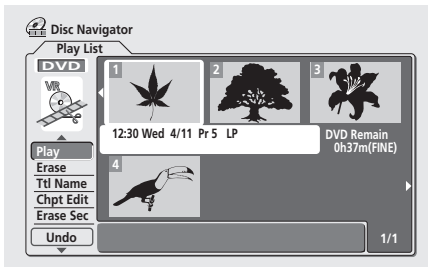 Disc Navigator
Play List
DVD
VR
Play
Erase
Ttl Name
Chpt Edit
Erase Sec
Undo
1
2
3
12:30 Wed 4/11 Pr 5 LP
DVD Remain
0h37m(FINE)
4
1/1